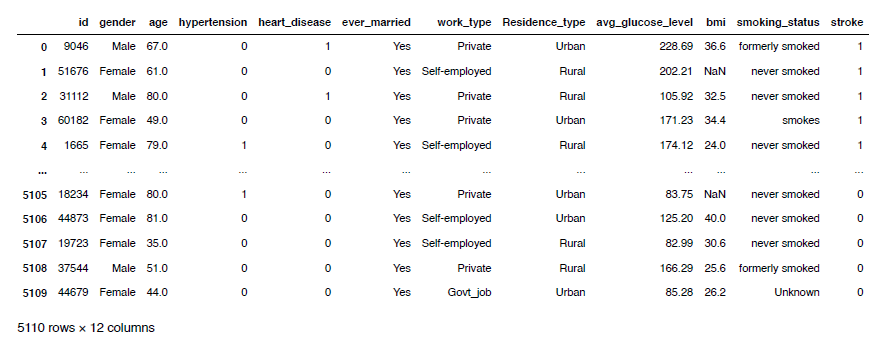 id gender age hypertension heart_disease ever_married work_type Residence_type avg_glucose_level bmi smoking_status stroke
0 9046 Male 67.0 0 1 Yes Private Urban 228.69 36.6 formerly smoked 1
1 51676 Female 61.0 0 0 Yes Self-employed Rural 202.21 NaN never smoked 1
2 31112 Male 80.0 0 1 Yes Private Rural 105.92 32.5 never smoked 1
3 60182 Female 49.0 0 0 Yes Private Urban 171.23 34.4 smokes 1
4 1665 Female 79.0 1 0 Yes Self-employed Rural 174.12 24.0 never smoked 1
... ... ... ... ... ... ... ... ... ... ... ... ...
5105 18234 Female 80.0 1 0 Yes Private Urban 83.75 NaN never smoked 0
5106 44873 Female 81.0 0 0 Yes Self-employed Urban 125.20 40.0 never smoked 0
5107 19723 Female 35.0 0 0 Yes Self-employed Rural 82.99 30.6 never smoked 0
5108 37544 Male 51.0 0 0 Yes Private Rural 166.29 25.6 formerly smoked 0
5109 44679 Female 44.0 0 0 Yes Govt_job Urban 85.28 26.2 Unknown 0
5110 rows × 12 columns